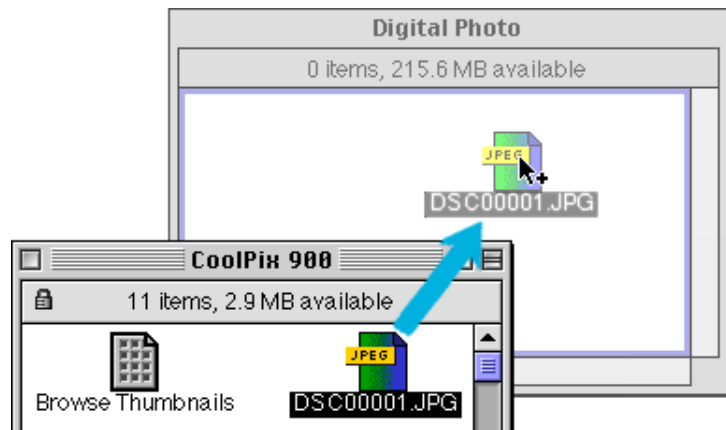 Digital Photo
0 items, 215.6 MB available
JPEG
DSC00001.JPG
CoolPix 900
11 items, 2.9 MB available
JPEG
Browse Thumbnails
DSC00001.JPG